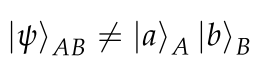 |ψ⟩_{AB} ≠ |a⟩_A |b⟩_B